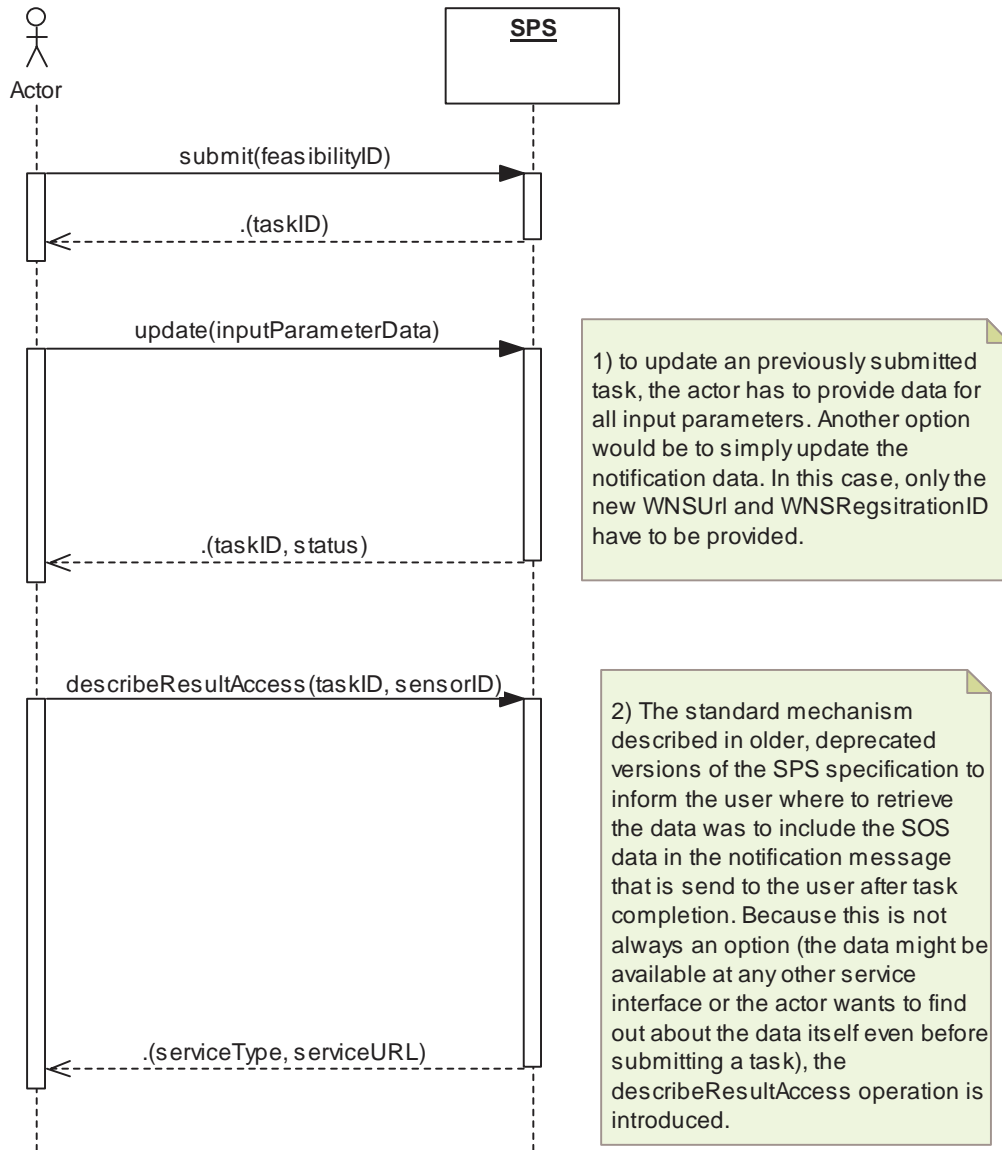 SPS
Actor
submit(feasibilityID)
.(taskID)
update(inputParameterData)
1) to update an previously submitted
task, the actor has to provide data for
all input parameters. Another option
would be to simply update the
notification data. In this case, only the
new WNSUrl and WNSRegsitrationID
have to be provided.
.(taskID, status)
describeResultAccess(taskID, sensorID)
2) The standard mechanism
described in older, deprecated
versions of the SPS specification to
inform the user where to retrieve
the data was to include the SOS
data in the notification message
that is send to the user after task
completion. Because this is not
always an option (the data might be
available at any other service
interface or the actor wants to find
out about the data itself even before
submitting a task), the
describeResultAccess operation is
introduced.
.(serviceType, serviceURL)